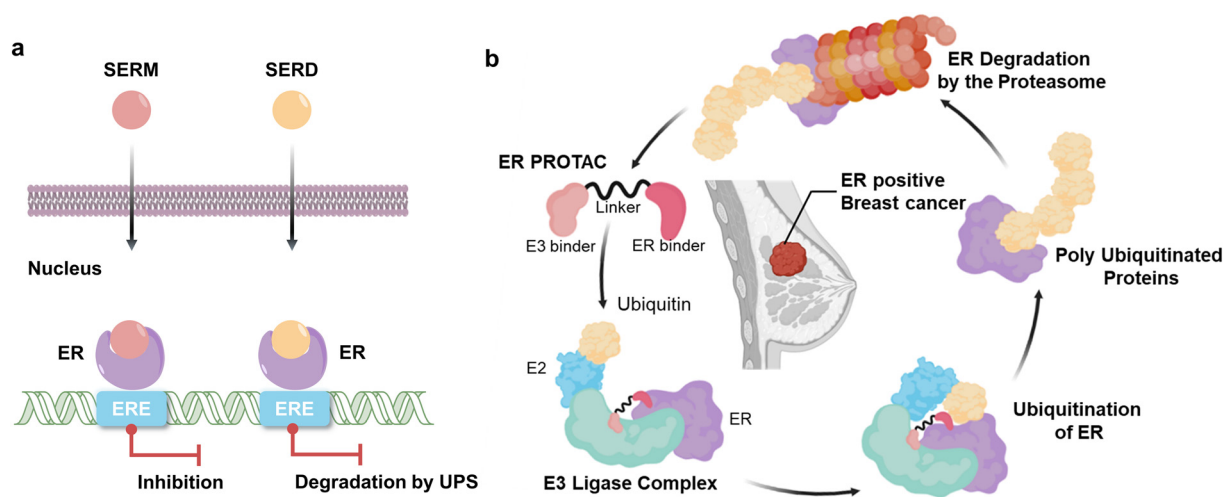 a
SERM
SERD
Nucleus
ER
ER
ERE
ERE
Inhibition
Degradation by UPS
b
ER Degradation
by the Proteasome
ER PROTAC
Linker
E3 binder
ER binder
ER positive
Breast cancer
Poly Ubiquitinated
Proteins
Ubiquitin
E2
ER
E3 Ligase Complex
Ubiquitination
of ER